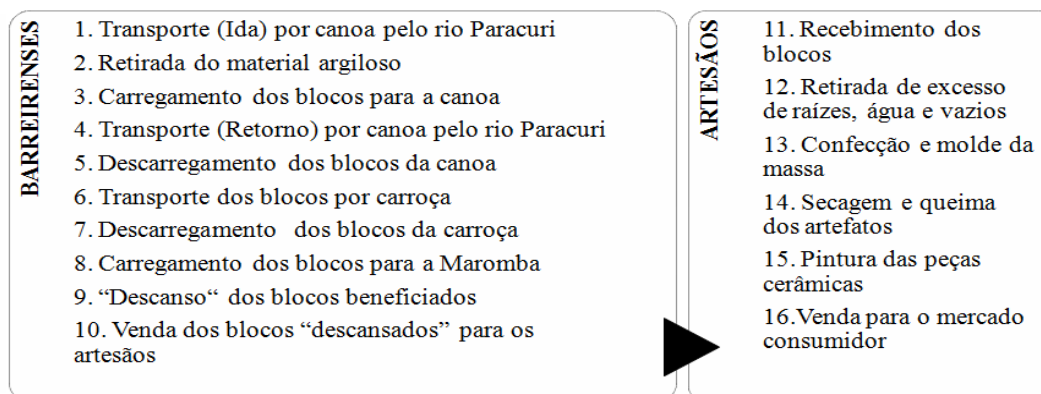 BARREIRENSES
1. Transporte (Ida) por canoa pelo rio Paracuri
2. Retirada do material argiloso
3. Carregamento dos blocos para a canoa
4. Transporte (Retorno) por canoa pelo rio Paracuri
5. Descarregamento dos blocos da canoa
6. Transporte dos blocos por carroça
7. Descarregamento dos blocos da carroça
8. Carregamento dos blocos para a Maromba
9. “Descanso“ dos blocos beneficiados
10. Venda dos blocos “descansados” para os
artesãos
ARTESÃOS
11. Recebimento dos
blocos
12. Retirada de excesso
de raízes, água e vazios
13. Confecção e molde da
massa
14. Secagem e queima
dos artefatos
15. Pintura das peças
cerâmicas
16.Venda para o mercado
consumidor